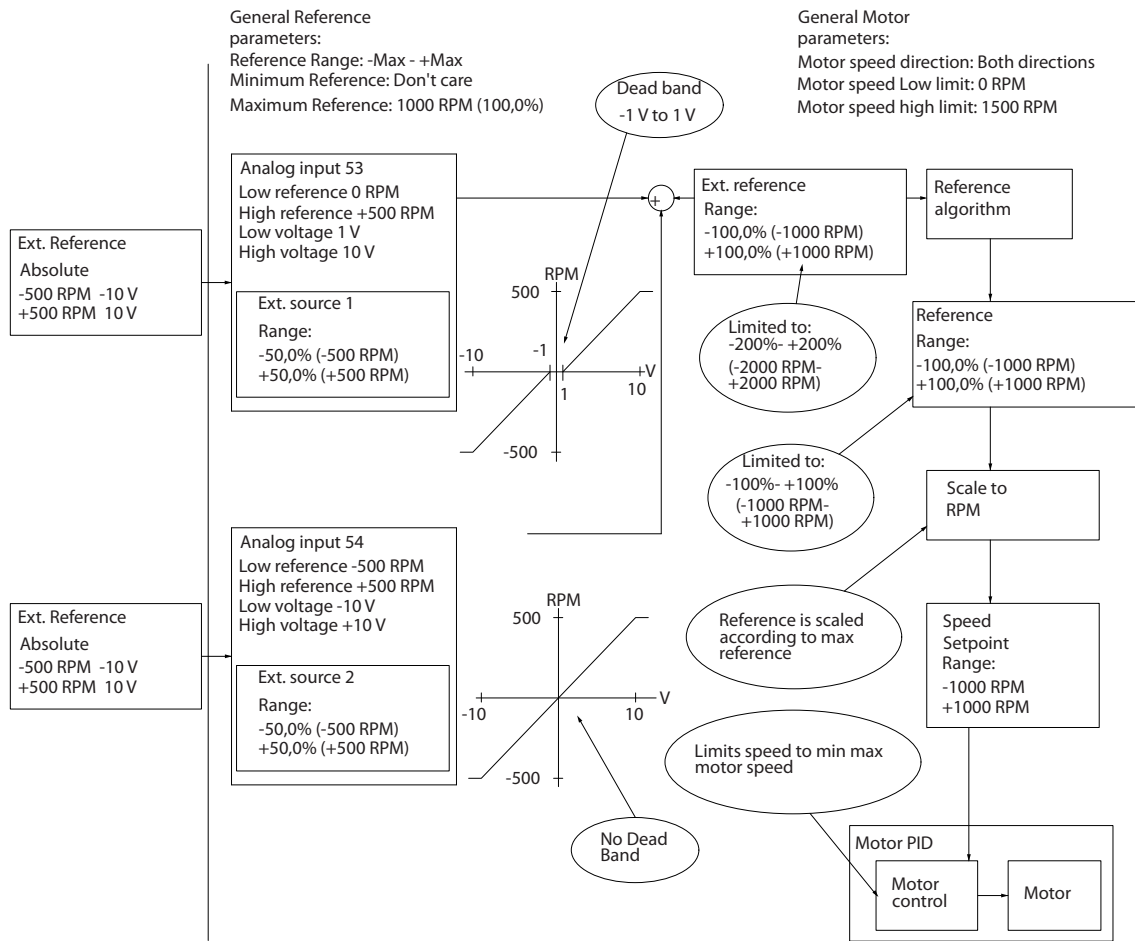 General Reference
parameters:
Reference Range: -Max - +Max
Minimum Reference: Don't care
Maximum Reference: 1000 RPM (100,0%)
General Motor
parameters:
Motor speed direction: Both directions
Motor speed Low limit: 0 RPM
Motor speed high limit: 1500 RPM
Dead band
-1 V to 1 V
Ext. Reference
Absolute
-500 RPM -10 V
+500 RPM 10 V
Analog input 53
Low reference 0 RPM
High reference +500 RPM
Low voltage 1 V
High voltage 10 V
Ext. source 1
Range:
-50,0% (-500 RPM)
+50,0% (+500 RPM)
RPM
500
-10
-1
V
1
10
-500
+
Ext. reference
Range:
-100,0% (-1000 RPM)
+100,0% (+1000 RPM)
Reference
algorithm
Limited to:
-200%- +200%
(-2000 RPM-
+2000 RPM)
Reference
Range:
-100,0% (-1000 RPM)
+100,0% (+1000 RPM)
Limited to:
-100%- +100%
(-1000 RPM-
+1000 RPM)
Scale to
RPM
Ext. Reference
Absolute
-500 RPM -10 V
+500 RPM 10 V
Analog input 54
Low reference -500 RPM
High reference +500 RPM
Low voltage -10 V
High voltage +10 V
Ext. source 2
Range:
-50,0% (-500 RPM)
+50,0% (+500 RPM)
RPM
500
V
-10
10
-500
No Dead
Band
Reference is scaled
according to max
reference
Speed
Setpoint
Range:
-1000 RPM
+1000 RPM
Limits speed to min max
motor speed
Motor PID
Motor
control
Motor